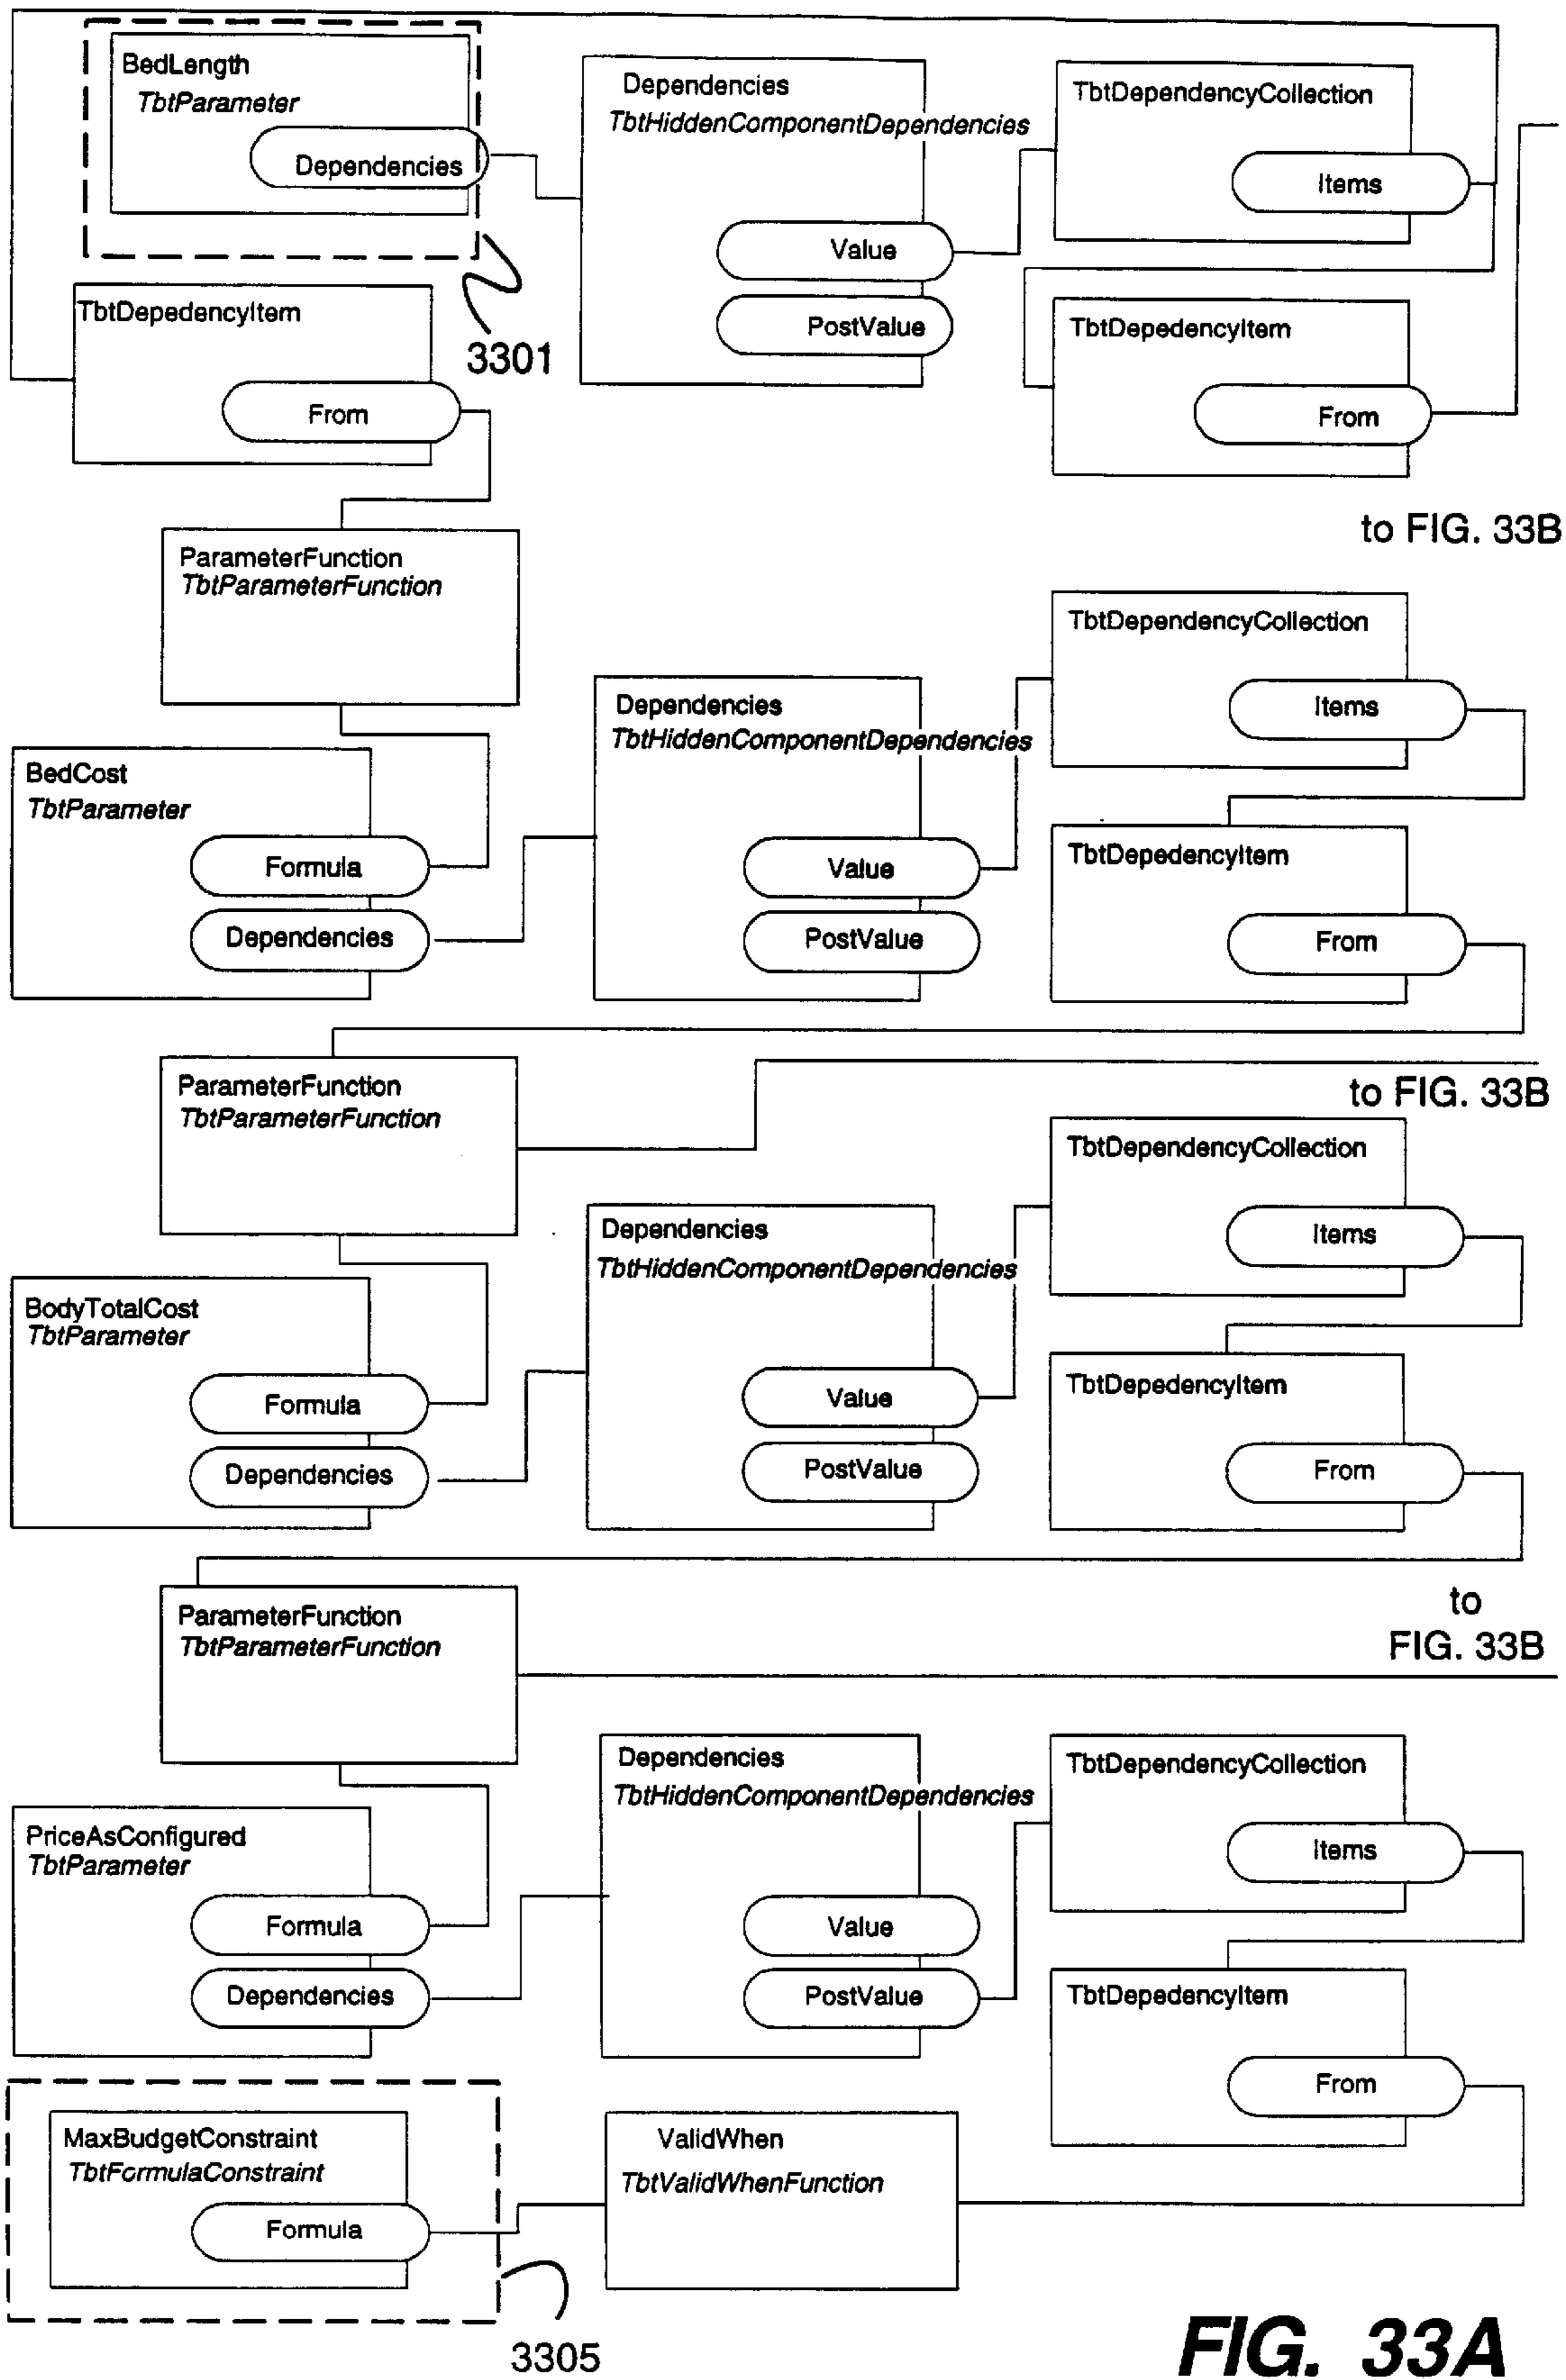 BedLength
TbtParameter
Dependencies
Dependencies
TbtHiddenComponentDependencies
Value
PostValue
TbtDependencyCollection
Items
3301
TbtDepedencyItem
From
TbtDepedencyItem
From
to FIG. 33B
ParameterFunction
TbtParameterFunction
BedCost
TbtParameter
Formula
Dependencies
Dependencies
TbtHiddenComponentDependencies
Value
PostValue
TbtDependencyCollection
Items
TbtDepedencyItem
From
to FIG. 33B
ParameterFunction
TbtParameterFunction
BodyTotalCost
TbtParameter
Formula
Dependencies
Dependencies
TbtHiddenComponentDependencies
Value
PostValue
TbtDependencyCollection
Items
TbtDepedencyItem
From
to
FIG. 33B
ParameterFunction
TbtParameterFunction
PriceAsConfigured
TbtParameter
Formula
Dependencies
Dependencies
TbtHiddenComponentDependencies
Value
PostValue
TbtDependencyCollection
Items
TbtDepedencyItem
From
MaxBudgetConstraint
TbtFormulaConstraint
Formula
ValidWhen
TbtValidWhenFunction
3305
FIG. 33A